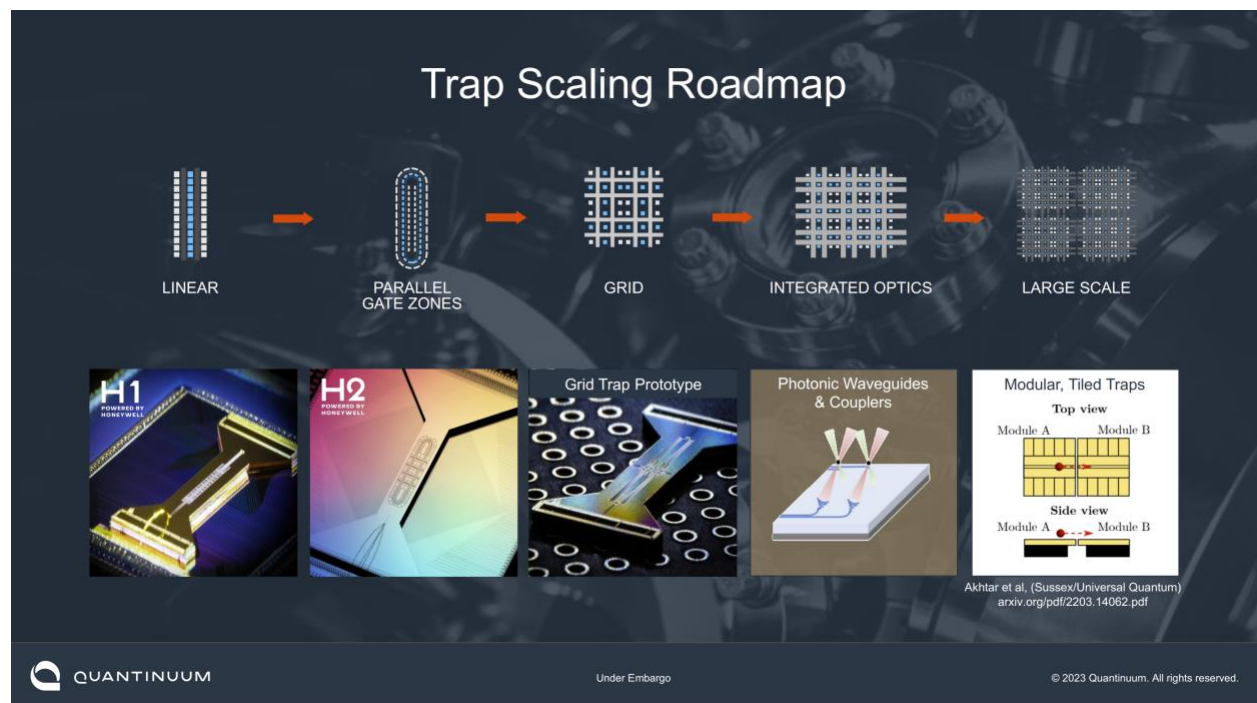 Trap Scaling Roadmap
LINEAR
PARALLEL
GATE ZONES
GRID
INTEGRATED OPTICS
LARGE SCALE
H1
POWERED BY
HONEYWELL
H2
POWERED BY
HONEYWELL
Grid Trap Prototype
Photonic Waveguides
& Couplers
Modular, Tiled Traps
Top view
Module A
Module B
Side view
Module A
Module B
Akhtar et al, (Sussex/Universal Quantum)
arxiv.org/pdf/2203.14062.pdf
QUANTINUUM
Under Embargo
© 2023 Quantinuum. All rights reserved.